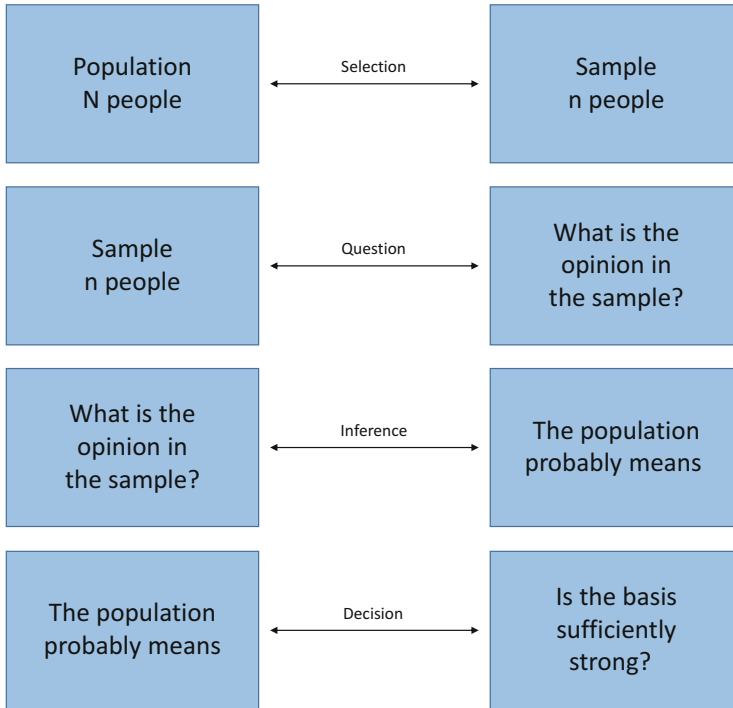 Population
N people
Selection
Sample
n people
Sample
n people
Question
What is the
opinion in
the sample?
What is the
opinion in
the sample?
Inference
The population
probably means
The population
probably means
Decision
Is the basis
sufficiently
strong?